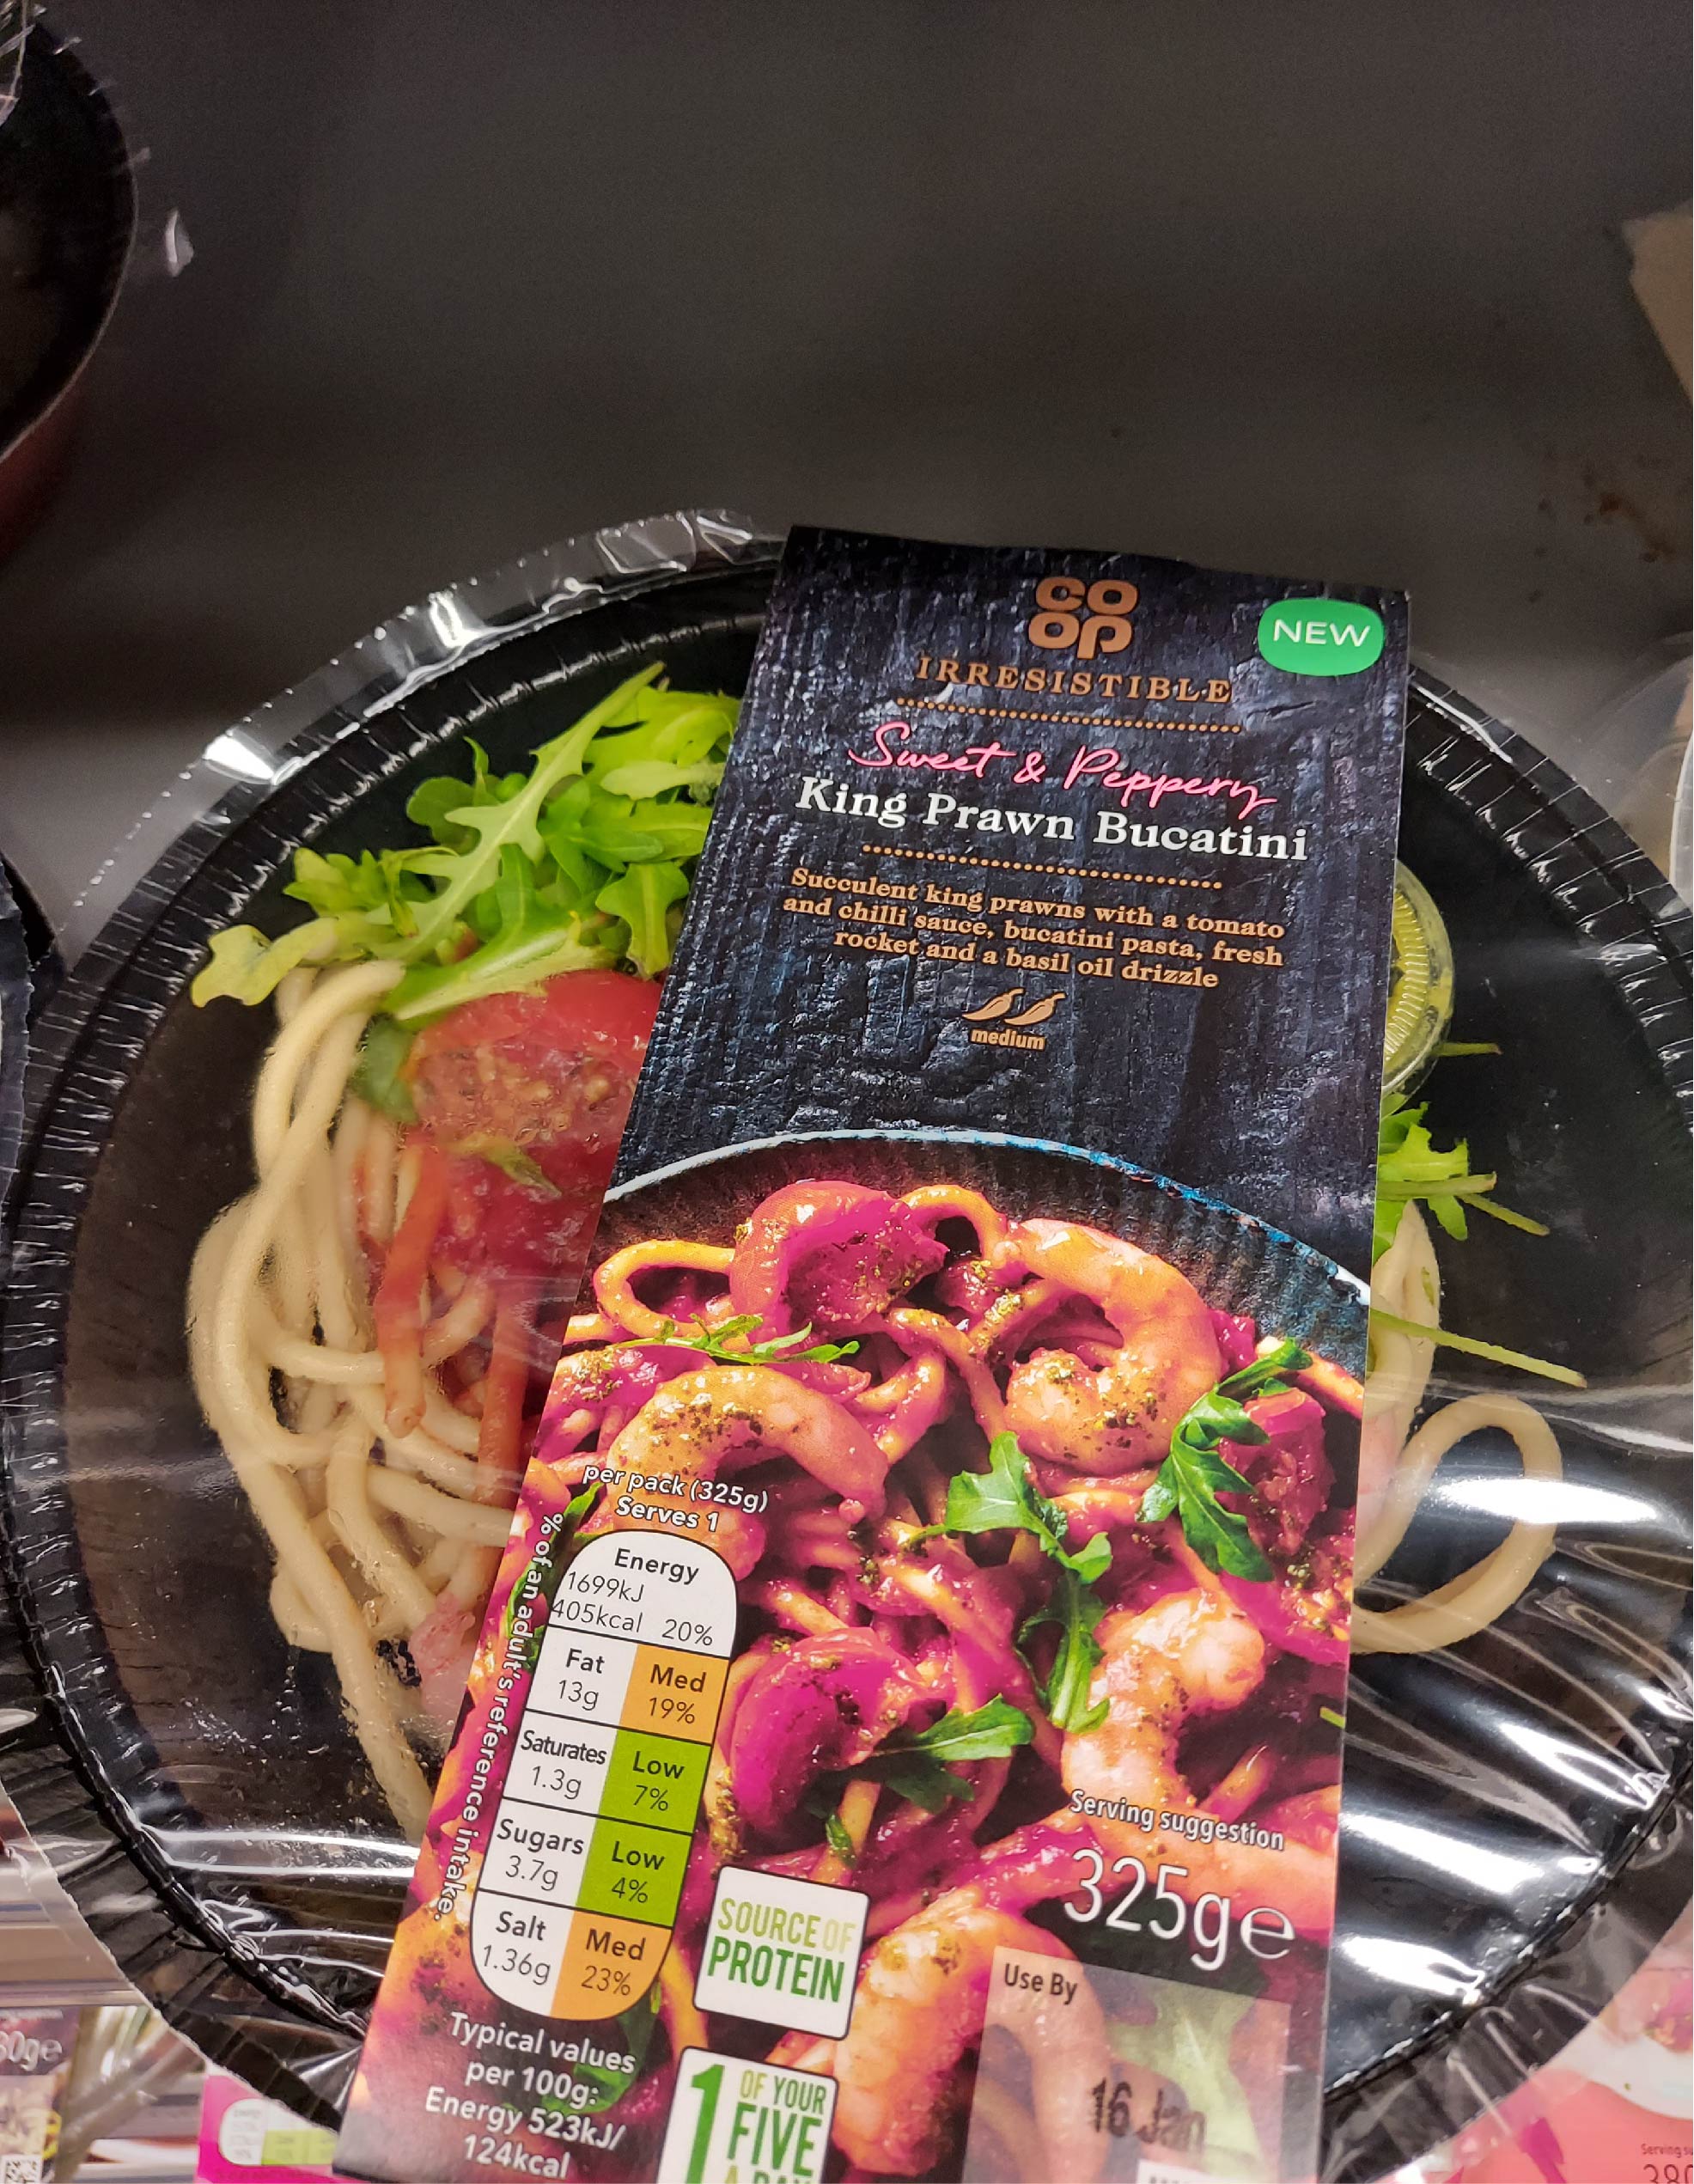 CO
OP
IRRESISTIBLE
NEW
Sweet & Peppery
King Prawn Bucatini
Succulent king prawns with a tomato
and chilli sauce, bucatini pasta, fresh
rocket and a basil oil drizzle
medium
per pack (325g)
Serves 1
% of an adult's reference intake.
Energy
1699kJ
405kcal 20%
Fat
13g
Med
19%
Saturates
1.3g
Low
7%
Sugars
3.7g
Low
4%
Salt
1.36g
Med
23%
Typical values
per 100g:
Energy 523kJ/
124kcal
SOURCE OF
PROTEIN
1 OF YOUR
FIVE
A DAY
Serving suggestion
325g℮
Use By
16 Jan